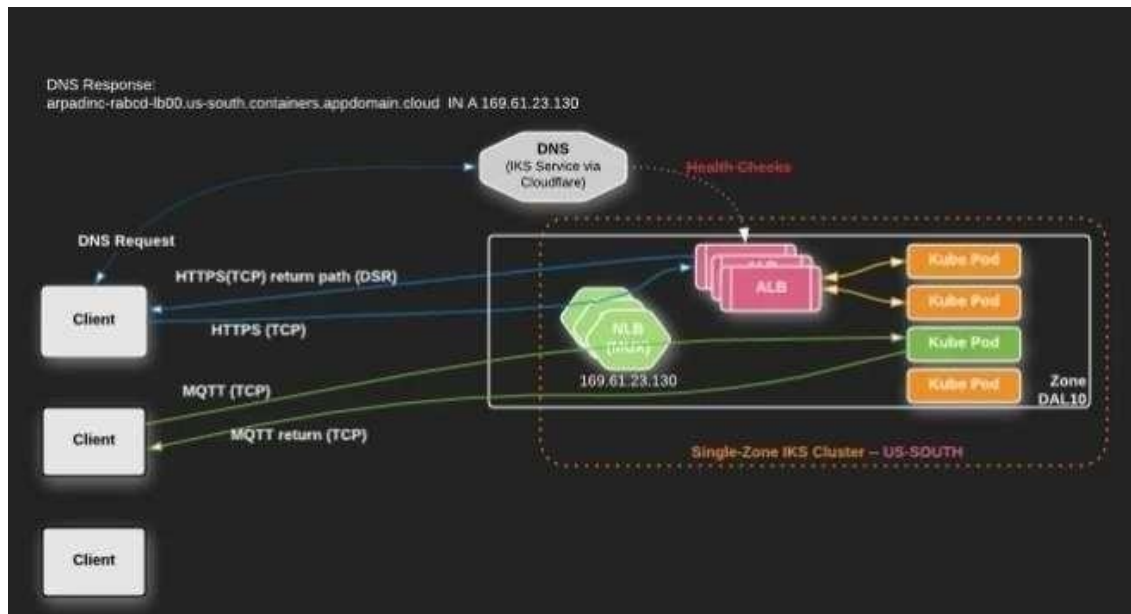 DNS Response:
arpadinc-rabcd-lb00.us-south.containers.appdomain.cloud IN A 169.61.23.130
DNS
(IKS Service via
Cloudflare)
Health Checks
DNS Request
HTTPS(TCP) return path (DSR)
Client
HTTPS (TCP)
ALB
ALB
Kube Pod
Kube Pod
NLB
(MUX)
Kube Pod
169.61.23.130
Kube Pod
Zone
DAL10
MQTT (TCP)
Client
MQTT return (TCP)
Single-Zone IKS Cluster -- US-SOUTH
Client